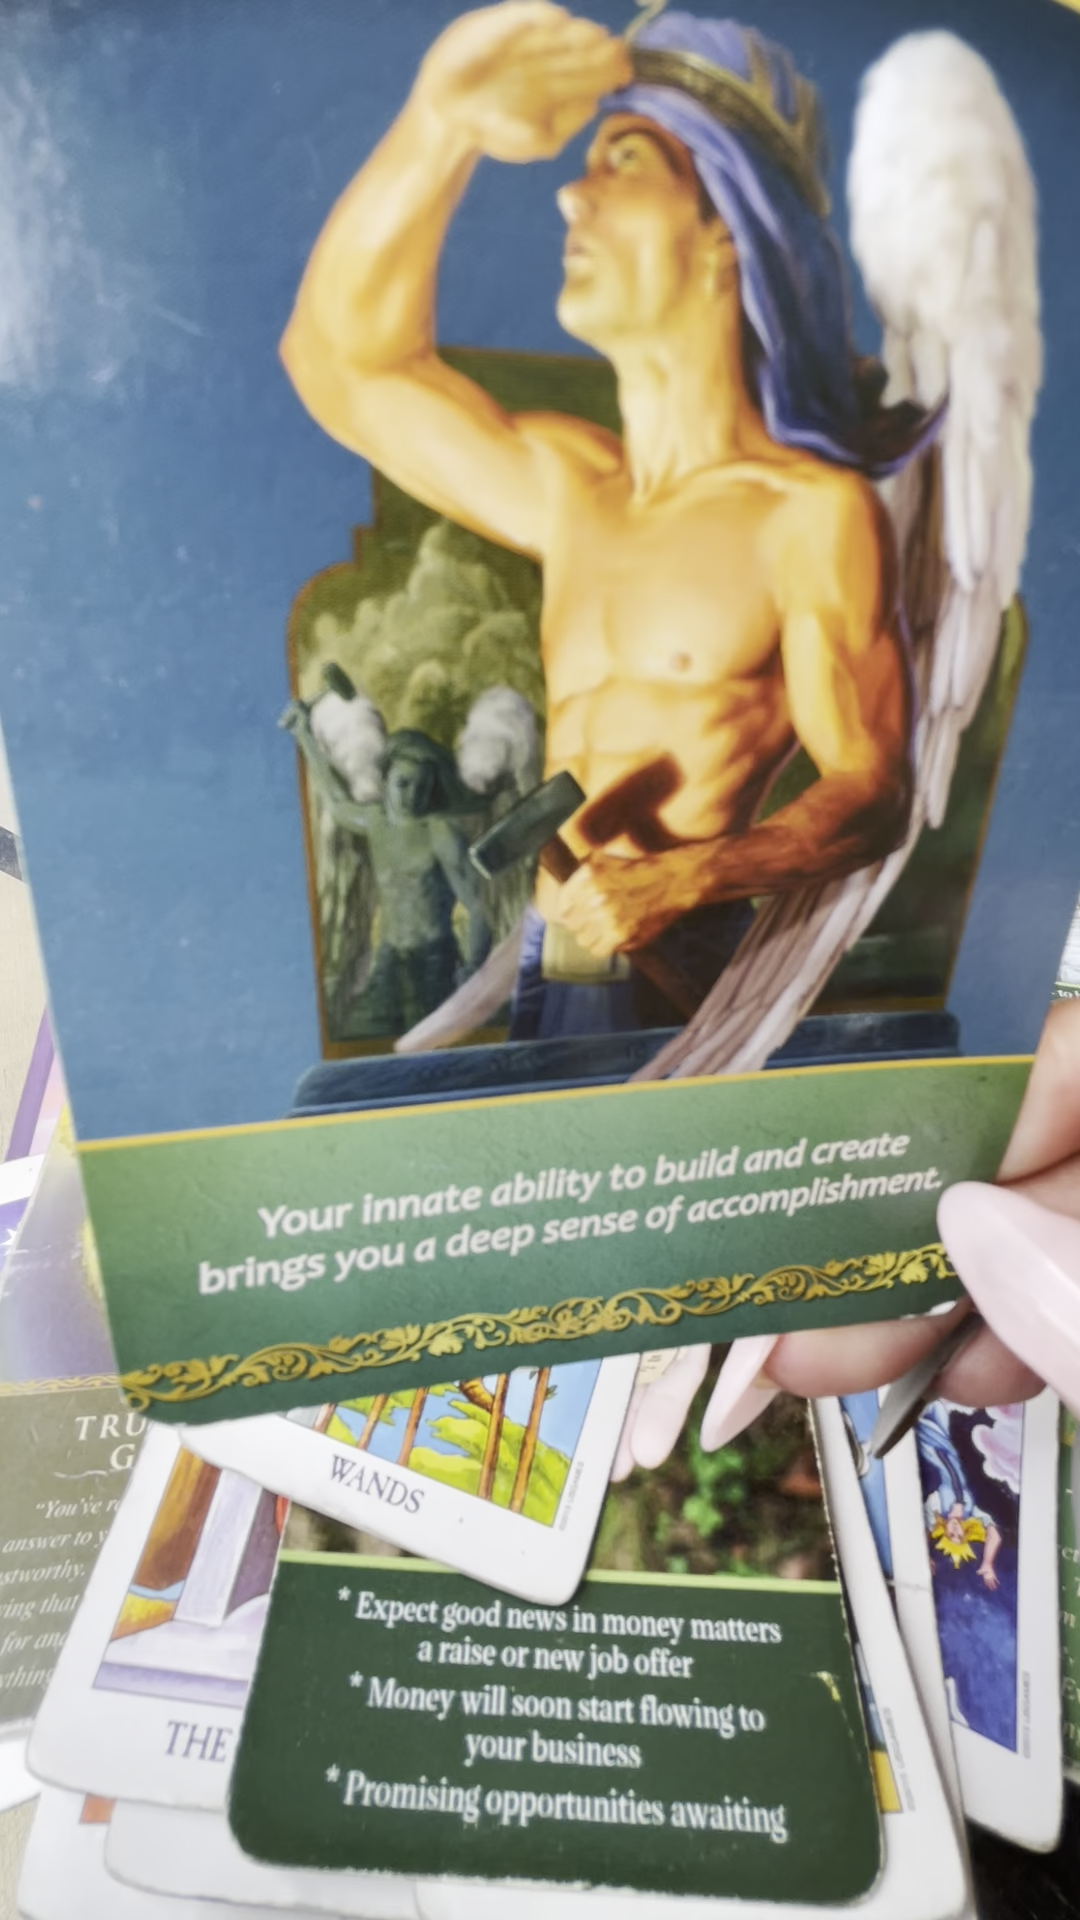 Your innate ability to build and create
brings you a deep sense of accomplishment.
WANDS
TRU
G
"You've r
answer to y
stworthy.
ing that
for an
ything
THE
* Expect good news in money matters
a raise or new job offer
* Money will soon start flowing to
your business
* Promising opportunities awaiting